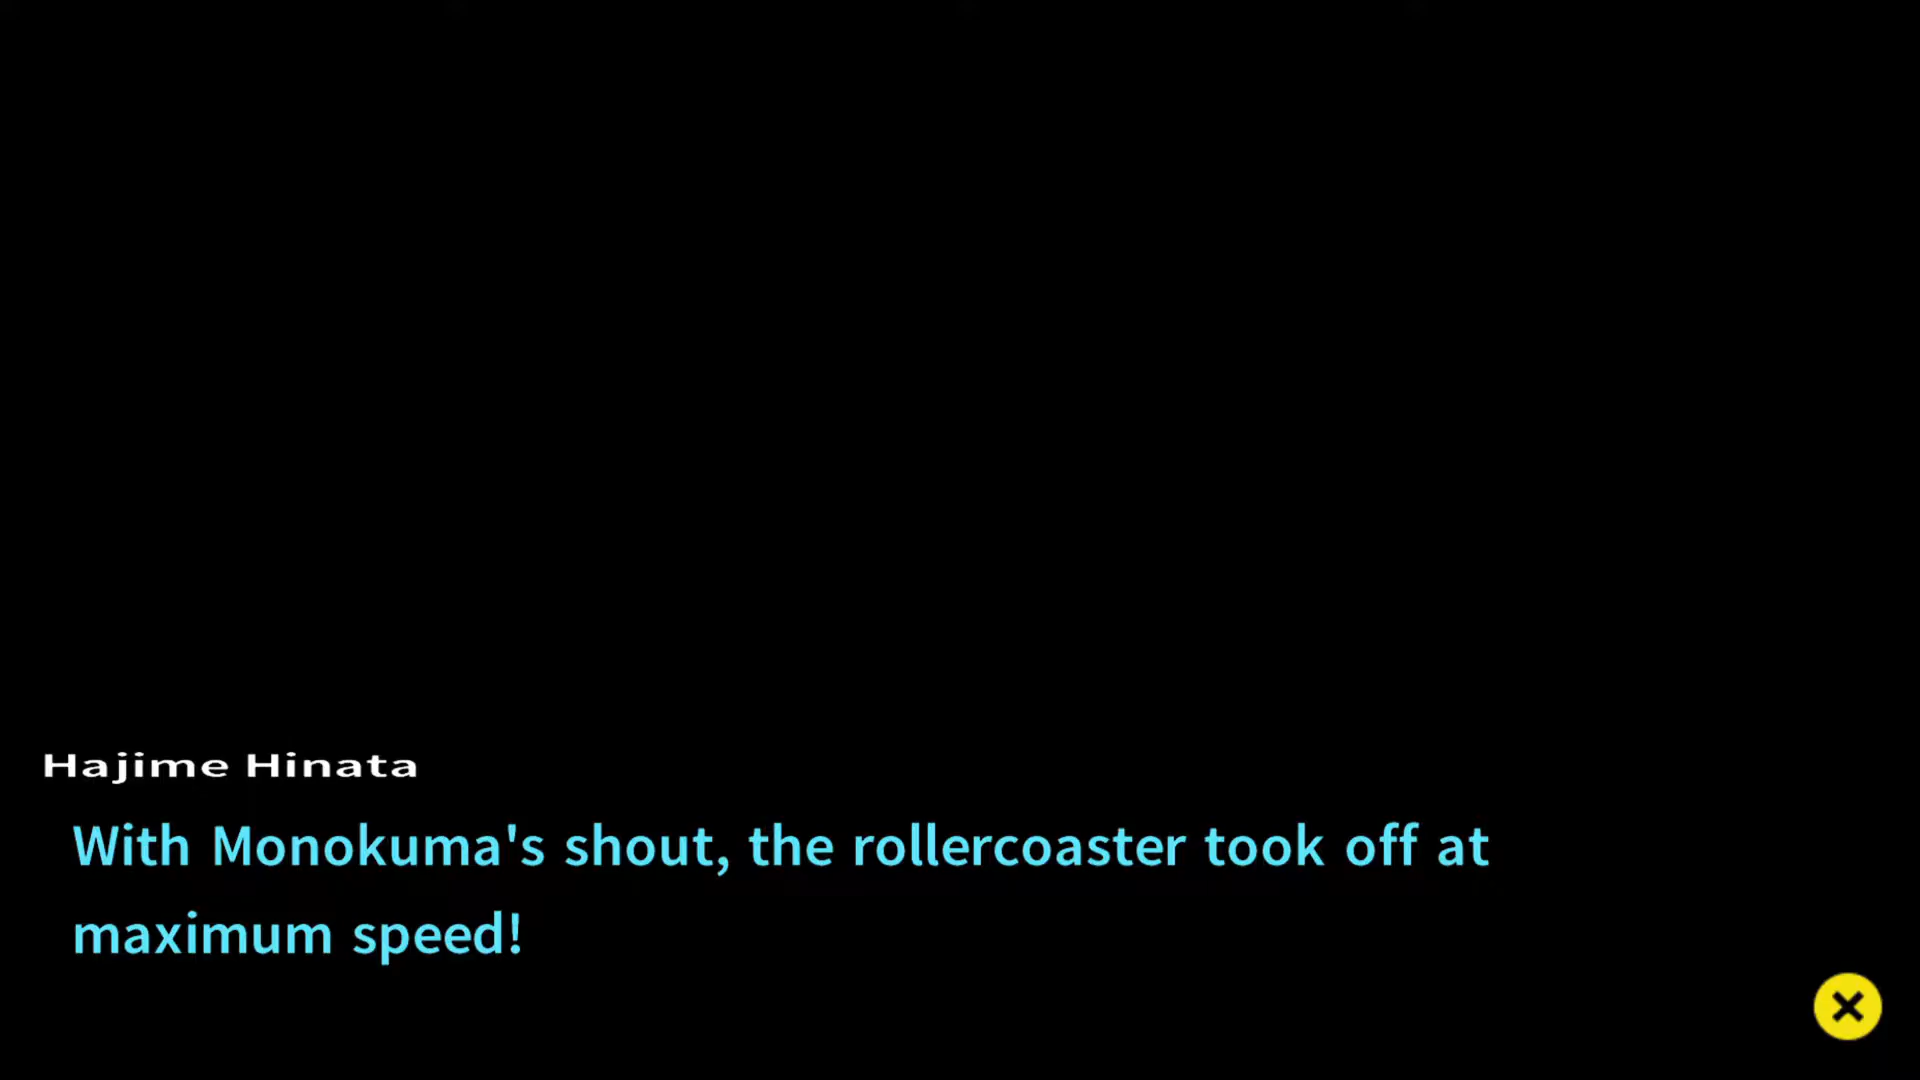 Hajime Hinata
With Monokuma's shout, the rollercoaster took off at
maximum speed!